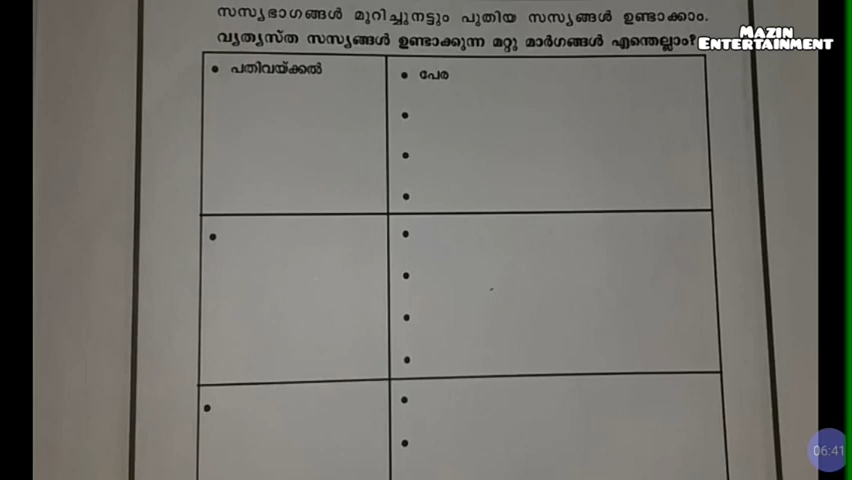 സസ്യഭാഗങ്ങൾ മുറിച്ചുനട്ടും പുതിയ സസ്യങ്ങൾ ഉണ്ടാക്കാം.
വ്യത്യസ്ത സസ്യങ്ങൾ ഉണ്ടാക്കുന്ന മറ്റു മാർഗങ്ങൾ എന്തെല്ലാം?
MAZIN
ENTERTAINMENT
• പതിവയ്ക്കൽ
• പേര
06:41